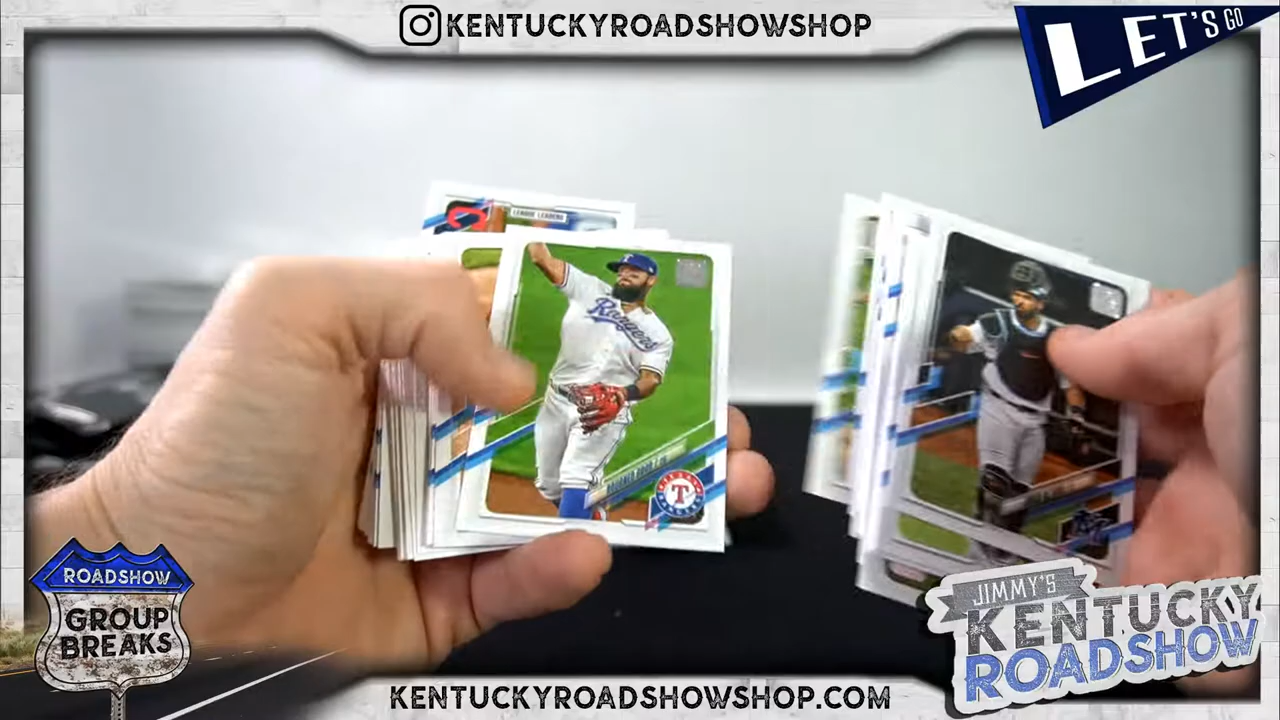 KENTUCKYROADSHOWSHOP
LET'S GO
LEAGUE LEADERS
Rangers
T
ROADSHOW
GROUP
BREAKS
JIMMY'S
KENTUCKY
ROADSHOW
KENTUCKYROADSHOWSHOP.COM